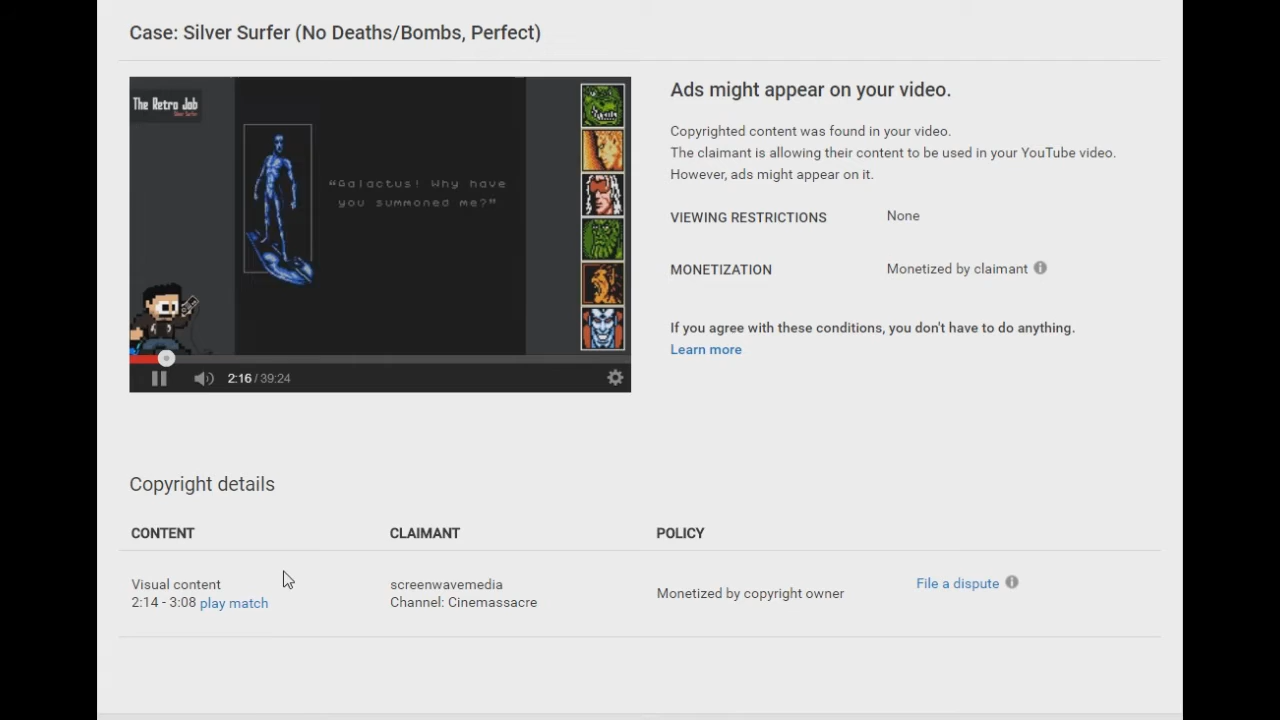 Case: Silver Surfer (No Deaths/Bombs, Perfect)
The Retro Job
Silver Surfer
"Galactus! Why have
you summoned me?"
2:16 / 39:24
Ads might appear on your video.
Copyrighted content was found in your video.
The claimant is allowing their content to be used in your YouTube video.
However, ads might appear on it.
VIEWING RESTRICTIONS None
MONETIZATION Monetized by claimant
If you agree with these conditions, you don't have to do anything.
Learn more
Copyright details
CONTENT CLAIMANT POLICY
Visual content
2:14 - 3:08 play match
screenwavemedia
Channel: Cinemassacre
Monetized by copyright owner
File a dispute